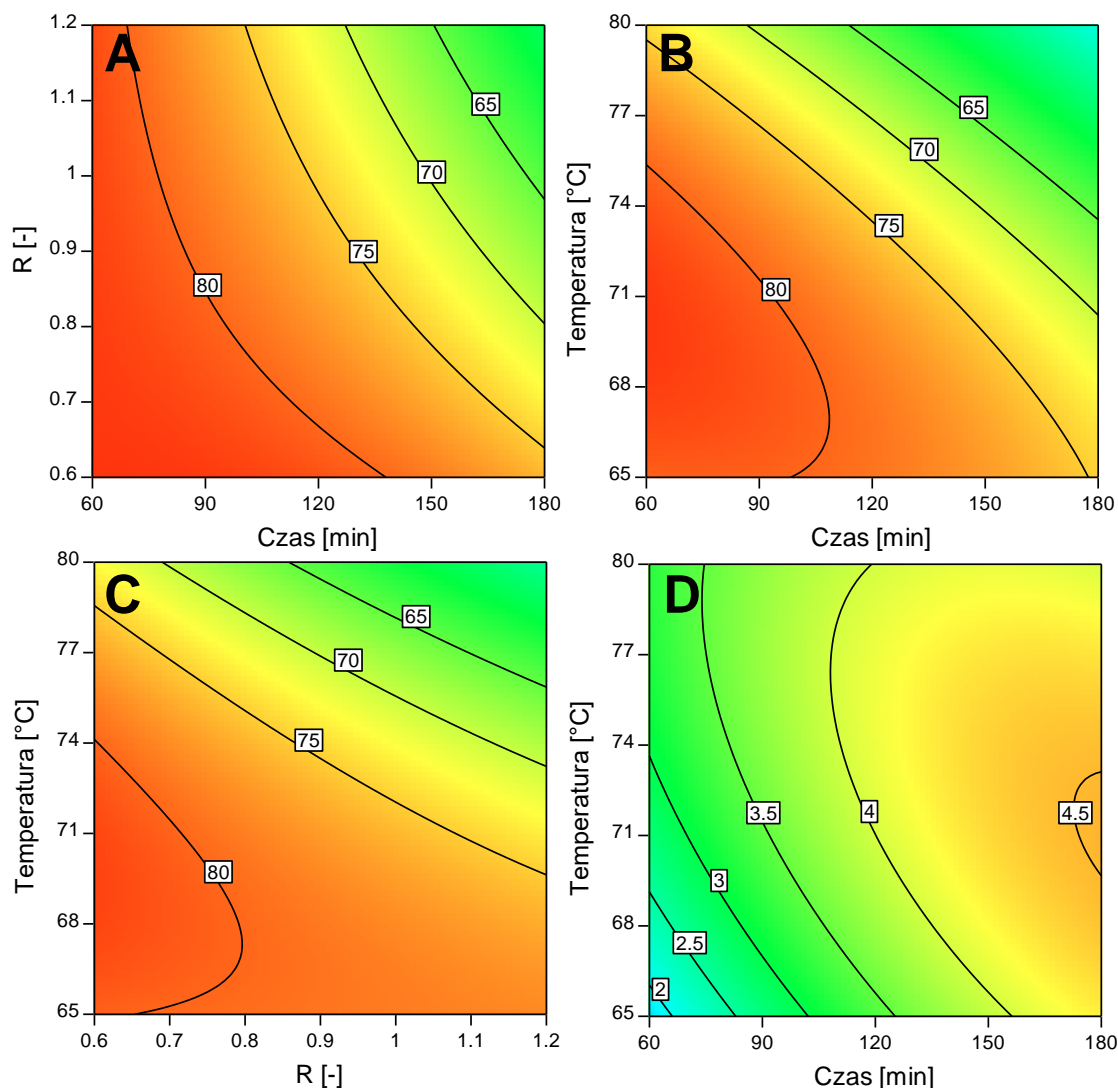 A
1.2
1.1
1
0.9
0.8
0.7
0.6
R [-]
65
70
75
80
60 90 120 150 180
Czas [min]
B
80
77
74
71
68
65
Temperatura [°C]
65
70
75
80
60 90 120 150 180
Czas [min]
C
80
77
74
71
68
65
Temperatura [°C]
65
70
75
80
0.6 0.7 0.8 0.9 1 1.1 1.2
R [-]
D
80
77
74
71
68
65
Temperatura [°C]
3.5 4 4.5
3
2.5
2
60 90 120 150 180
Czas [min]